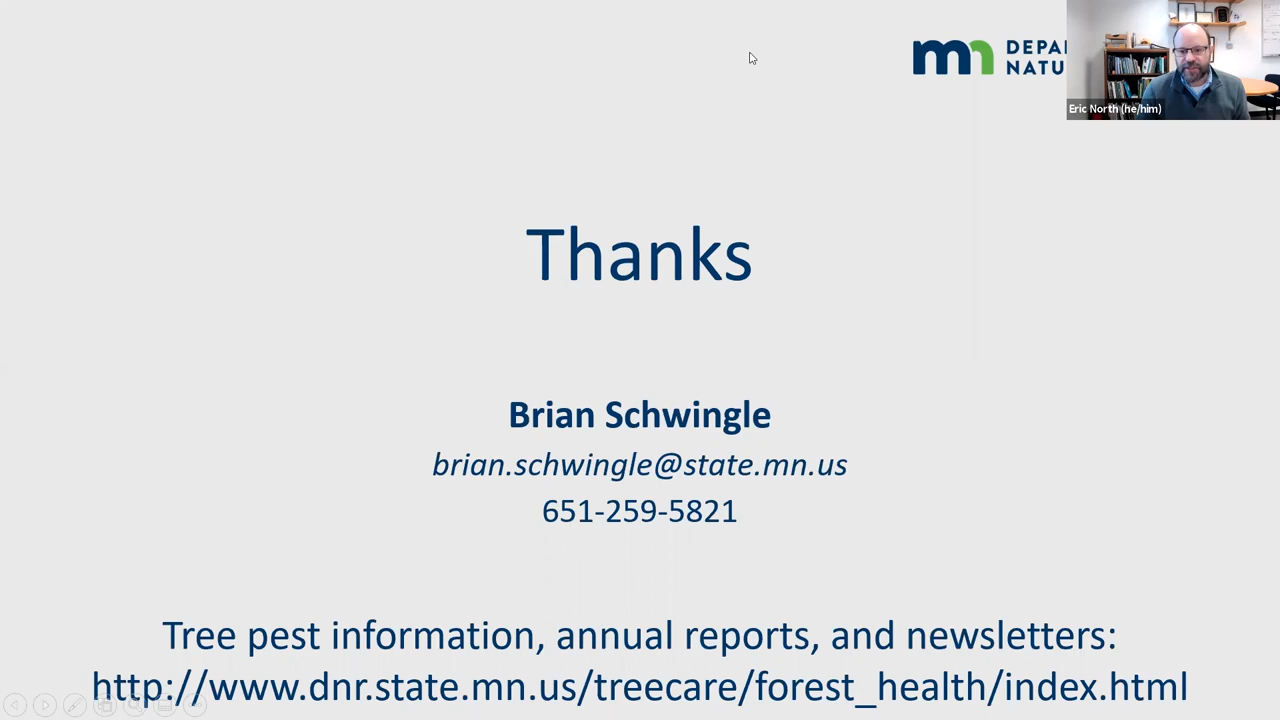 mn DEPA
NATU
Eric North (he/him)
Thanks
Brian Schwingle
brian.schwingle@state.mn.us
651-259-5821
Tree pest information, annual reports, and newsletters:
http://www.dnr.state.mn.us/treecare/forest_health/index.html